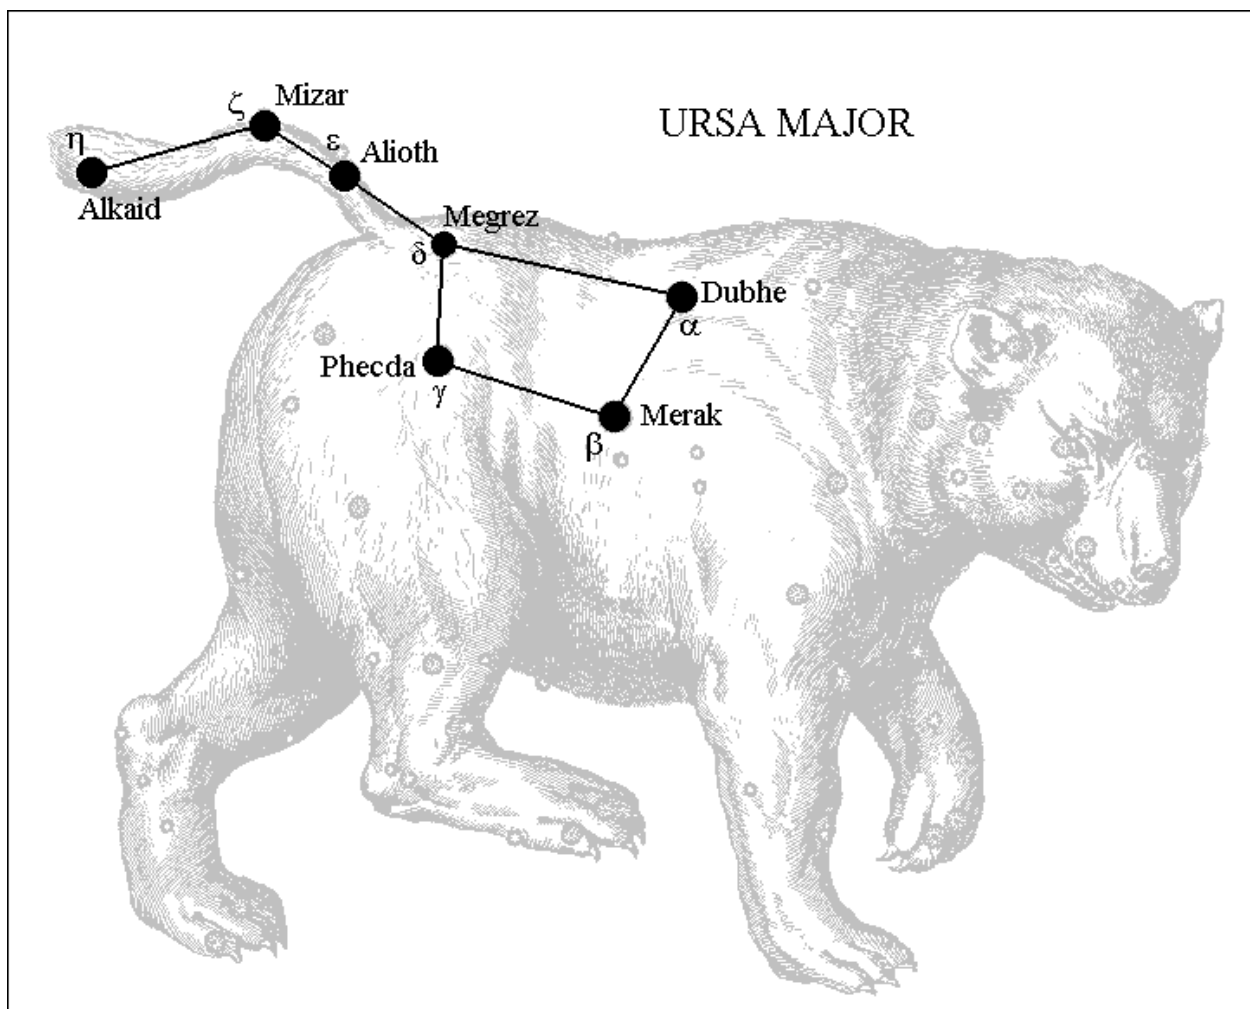 URSA MAJOR
ζ Mizar
η
ε Alioth
Alkaid
Megrez
δ
Dubhe
α
Phecda
γ
Merak
β